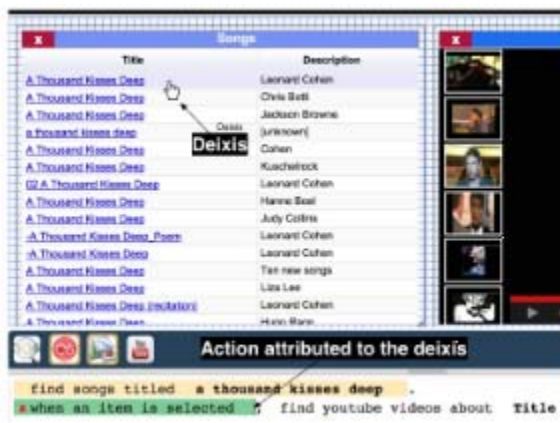 x Songs x
Title Description
A Thousand Kisses Deep Leonard Cohen
A Thousand Kisses Deep Chris Botti
A Thousand Kisses Deep Jackson Browne
a thousand kisses deep [unknown]
Deixis
Deixis
A Thousand Kisses Deep Cohen
A Thousand Kisses Deep Kuschelrock
02 A Thousand Kisses Deep Leonard Cohen
A Thousand Kisses Deep Hanne Boel
A Thousand Kisses Deep Judy Collins
-A Thousand Kisses Deep_Poem Leonard Cohen
-A Thousand Kisses Deep Leonard Cohen
A Thousand Kisses Deep Ten new songs
A Thousand Kisses Deep Liza Lee
A Thousand Kisses Deep (recitation) Leonard Cohen
A Thousand Kisses Deep
Action attributed to the deixís
find songs titled a thousand kisses deep .
x when an item is selected , find youtube videos about Title